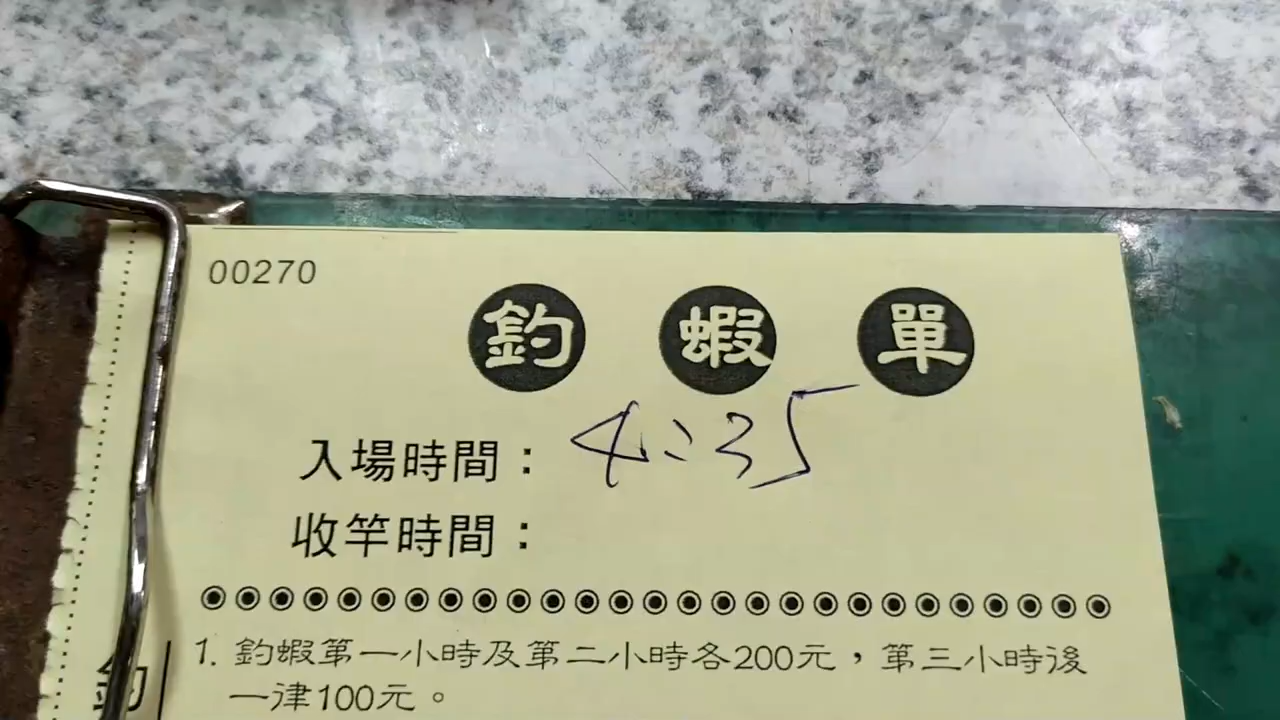 00270
釣蝦單
入場時間：4:35
收竿時間：
1. 釣蝦第一小時及第二小時各200元，第三小時後
一律100元。
釣